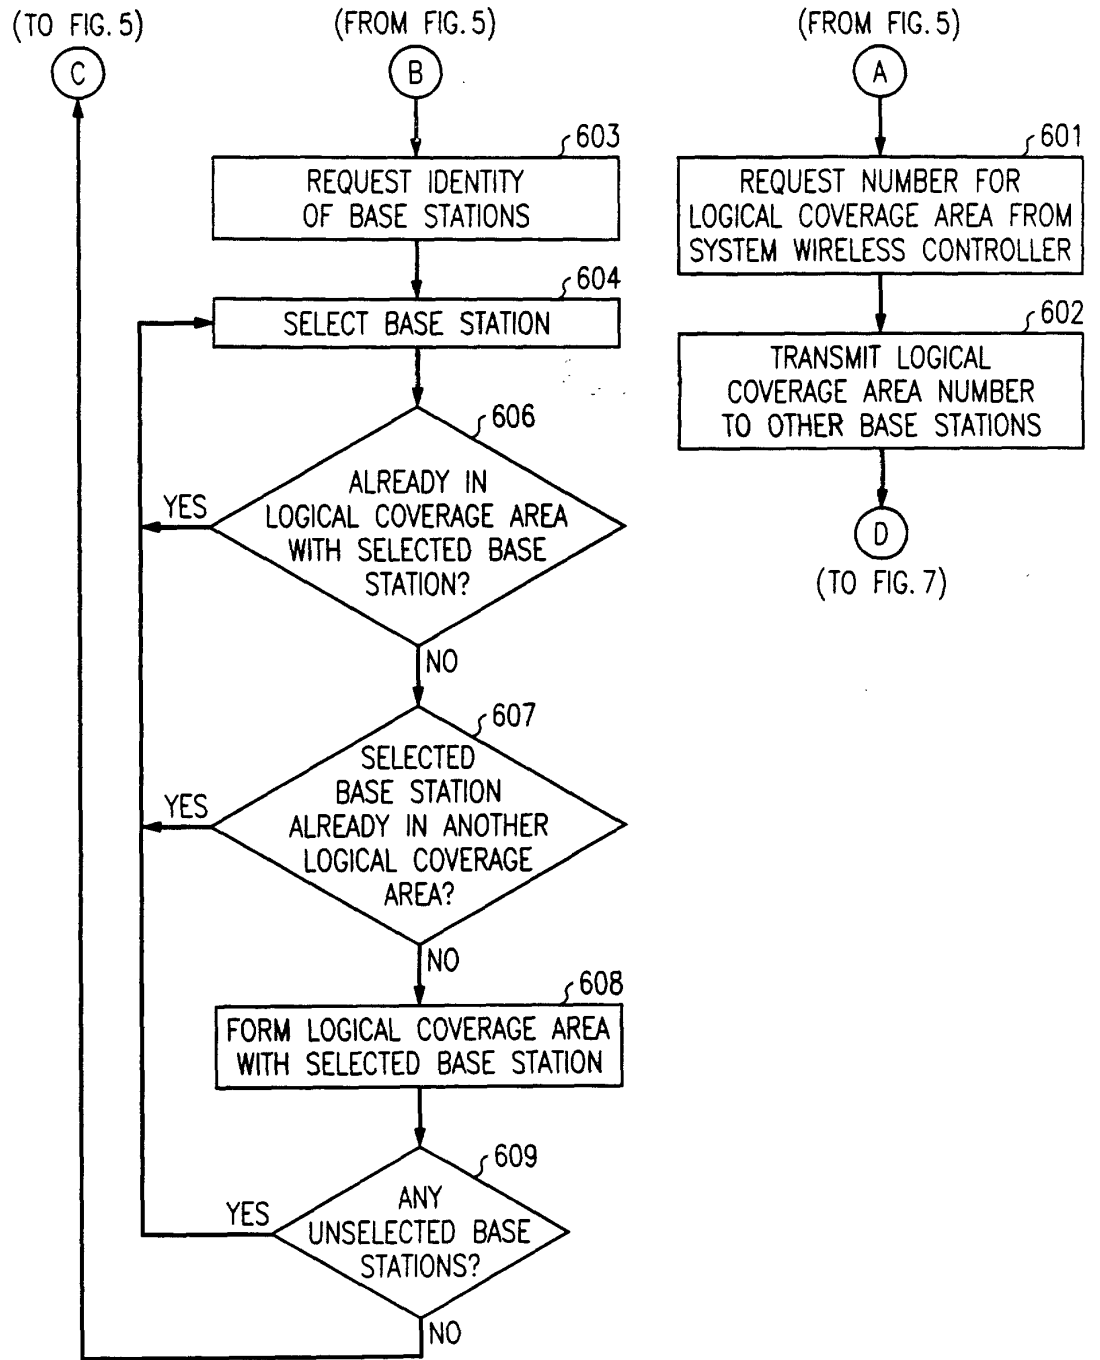 (TO FIG. 5)
C
(FROM FIG. 5)
B
603
REQUEST IDENTITY
OF BASE STATIONS
604
SELECT BASE STATION
606
ALREADY IN
LOGICAL COVERAGE AREA
WITH SELECTED BASE
STATION?
YES
NO
607
SELECTED
BASE STATION
ALREADY IN ANOTHER
LOGICAL COVERAGE
AREA?
YES
NO
608
FORM LOGICAL COVERAGE AREA
WITH SELECTED BASE STATION
609
ANY
UNSELECTED BASE
STATIONS?
YES
NO
(FROM FIG. 5)
A
601
REQUEST NUMBER FOR
LOGICAL COVERAGE AREA FROM
SYSTEM WIRELESS CONTROLLER
602
TRANSMIT LOGICAL
COVERAGE AREA NUMBER
TO OTHER BASE STATIONS
D
(TO FIG. 7)